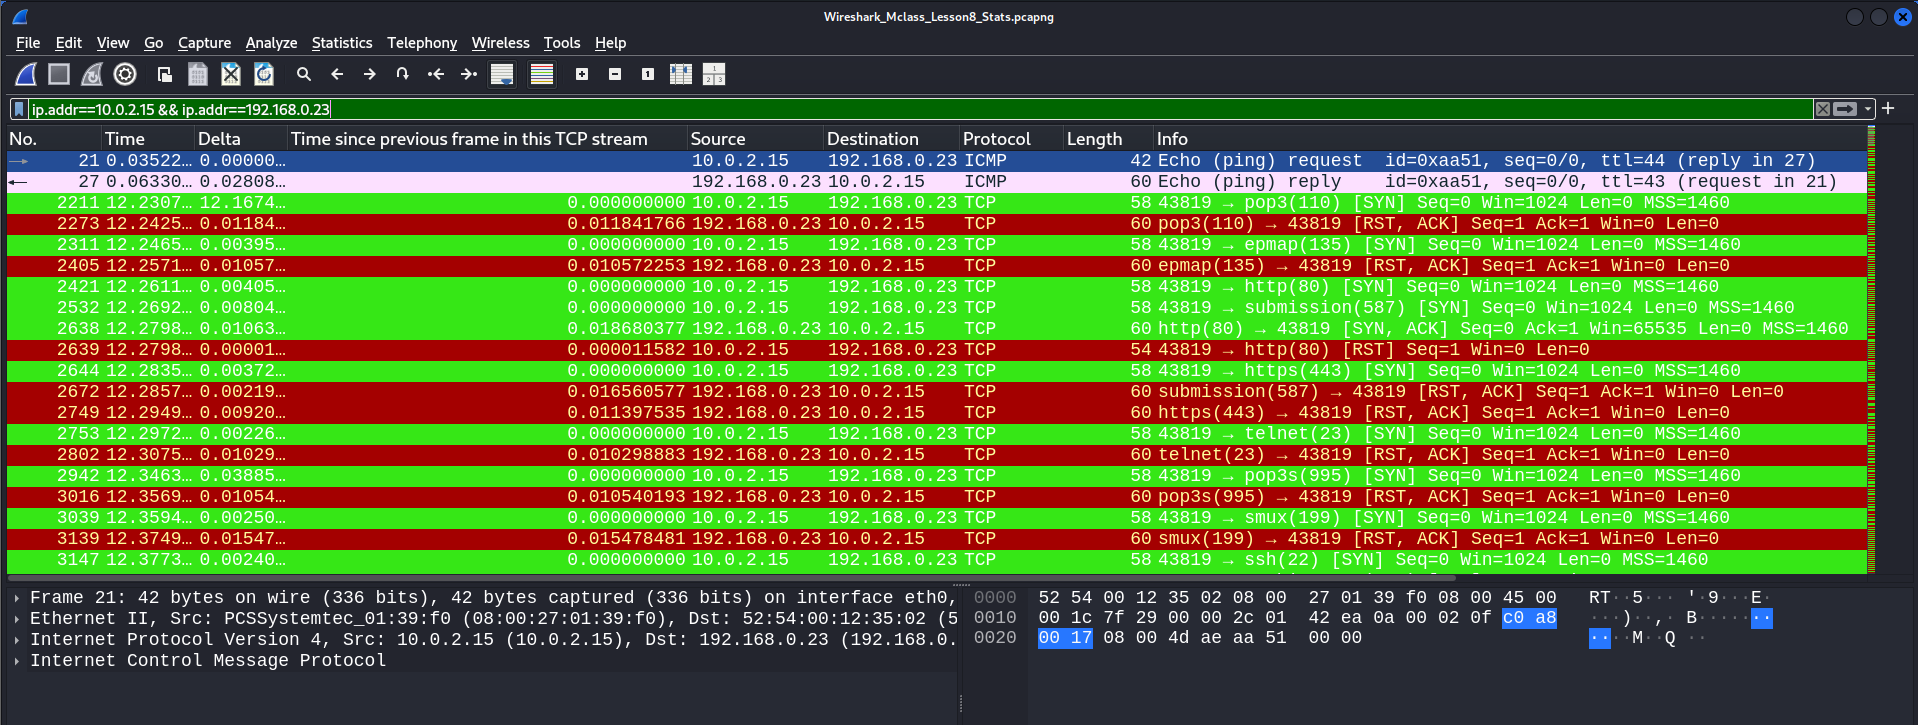 Wireshark_Mclass_Lesson8_Stats.pcapng
File Edit View Go Capture Analyze Statistics Telephony Wireless Tools Help
ip.addr==10.0.2.15 && ip.addr==192.168.0.23
No. Time Delta Time since previous frame in this TCP stream Source Destination Protocol Length Info
21 0.03522… 0.00000… 10.0.2.15 192.168.0.23 ICMP 42 Echo (ping) request id=0xaa51, seq=0/0, ttl=44 (reply in 27)
27 0.06330… 0.02808… 192.168.0.23 10.0.2.15 ICMP 60 Echo (ping) reply id=0xaa51, seq=0/0, ttl=43 (request in 21)
2211 12.2307… 12.1674… 0.000000000 10.0.2.15 192.168.0.23 TCP 58 43819 → pop3(110) [SYN] Seq=0 Win=1024 Len=0 MSS=1460
2273 12.2425… 0.01184… 0.011841766 192.168.0.23 10.0.2.15 TCP 60 pop3(110) → 43819 [RST, ACK] Seq=1 Ack=1 Win=0 Len=0
2311 12.2465… 0.00395… 0.000000000 10.0.2.15 192.168.0.23 TCP 58 43819 → epmap(135) [SYN] Seq=0 Win=1024 Len=0 MSS=1460
2405 12.2571… 0.01057… 0.010572253 192.168.0.23 10.0.2.15 TCP 60 epmap(135) → 43819 [RST, ACK] Seq=1 Ack=1 Win=0 Len=0
2421 12.2611… 0.00405… 0.000000000 10.0.2.15 192.168.0.23 TCP 58 43819 → http(80) [SYN] Seq=0 Win=1024 Len=0 MSS=1460
2532 12.2692… 0.00804… 0.000000000 10.0.2.15 192.168.0.23 TCP 58 43819 → submission(587) [SYN] Seq=0 Win=1024 Len=0 MSS=1460
2638 12.2798… 0.01063… 0.018680377 192.168.0.23 10.0.2.15 TCP 60 http(80) → 43819 [SYN, ACK] Seq=0 Ack=1 Win=65535 Len=0 MSS=1460
2639 12.2798… 0.00001… 0.000011582 10.0.2.15 192.168.0.23 TCP 54 43819 → http(80) [RST] Seq=1 Win=0 Len=0
2644 12.2835… 0.00372… 0.000000000 10.0.2.15 192.168.0.23 TCP 58 43819 → https(443) [SYN] Seq=0 Win=1024 Len=0 MSS=1460
2672 12.2857… 0.00219… 0.016560577 192.168.0.23 10.0.2.15 TCP 60 submission(587) → 43819 [RST, ACK] Seq=1 Ack=1 Win=0 Len=0
2749 12.2949… 0.00920… 0.011397535 192.168.0.23 10.0.2.15 TCP 60 https(443) → 43819 [RST, ACK] Seq=1 Ack=1 Win=0 Len=0
2753 12.2972… 0.00226… 0.000000000 10.0.2.15 192.168.0.23 TCP 58 43819 → telnet(23) [SYN] Seq=0 Win=1024 Len=0 MSS=1460
2802 12.3075… 0.01029… 0.010298883 192.168.0.23 10.0.2.15 TCP 60 telnet(23) → 43819 [RST, ACK] Seq=1 Ack=1 Win=0 Len=0
2942 12.3463… 0.03885… 0.000000000 10.0.2.15 192.168.0.23 TCP 58 43819 → pop3s(995) [SYN] Seq=0 Win=1024 Len=0 MSS=1460
3016 12.3569… 0.01054… 0.010540193 192.168.0.23 10.0.2.15 TCP 60 pop3s(995) → 43819 [RST, ACK] Seq=1 Ack=1 Win=0 Len=0
3039 12.3594… 0.00250… 0.000000000 10.0.2.15 192.168.0.23 TCP 58 43819 → smux(199) [SYN] Seq=0 Win=1024 Len=0 MSS=1460
3139 12.3749… 0.01547… 0.015478481 192.168.0.23 10.0.2.15 TCP 60 smux(199) → 43819 [RST, ACK] Seq=1 Ack=1 Win=0 Len=0
3147 12.3773… 0.00240… 0.000000000 10.0.2.15 192.168.0.23 TCP 58 43819 → ssh(22) [SYN] Seq=0 Win=1024 Len=0 MSS=1460
Frame 21: 42 bytes on wire (336 bits), 42 bytes captured (336 bits) on interface eth0,
Ethernet II, Src: PCSSystemtec_01:39:f0 (08:00:27:01:39:f0), Dst: 52:54:00:12:35:02 (5
Internet Protocol Version 4, Src: 10.0.2.15 (10.0.2.15), Dst: 192.168.0.23 (192.168.0.
Internet Control Message Protocol
0000 52 54 00 12 35 02 08 00 27 01 39 f0 08 00 45 00 RT··5···'·9···E·
0010 00 1c 7f 29 00 00 2c 01 42 ea 0a 00 02 0f c0 a8 ···)··,·B·······
0020 00 17 08 00 4d ae aa 51 00 00 ····M··Q··